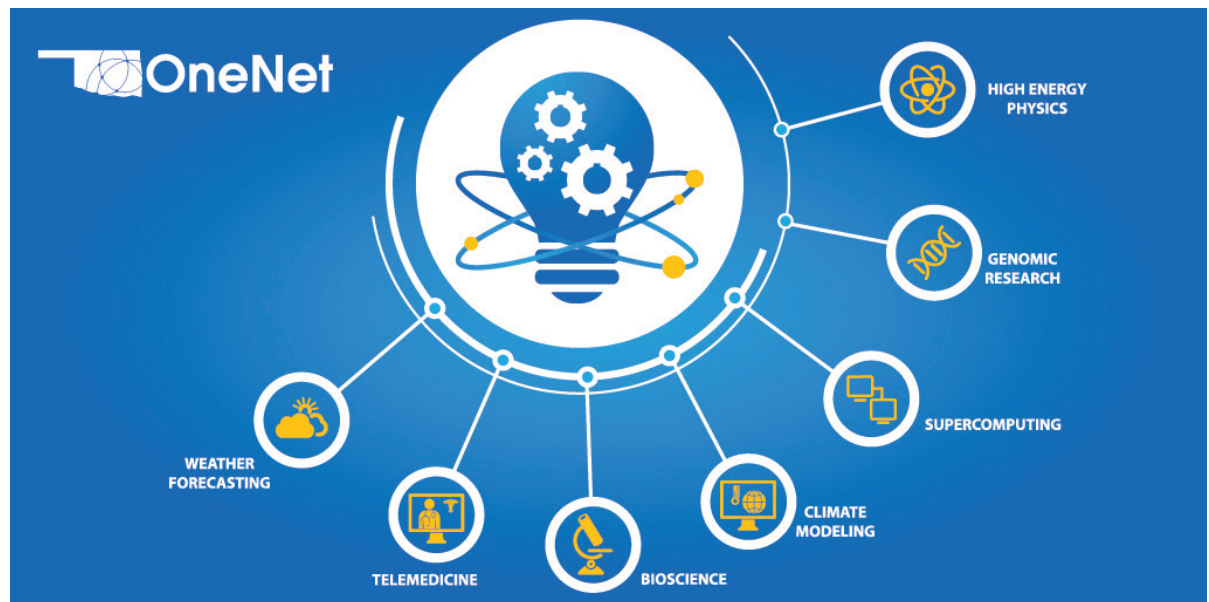 OneNet
HIGH ENERGY
PHYSICS
GENOMIC
RESEARCH
SUPERCOMPUTING
CLIMATE
MODELING
BIOSCIENCE
TELEMEDICINE
WEATHER
FORECASTING